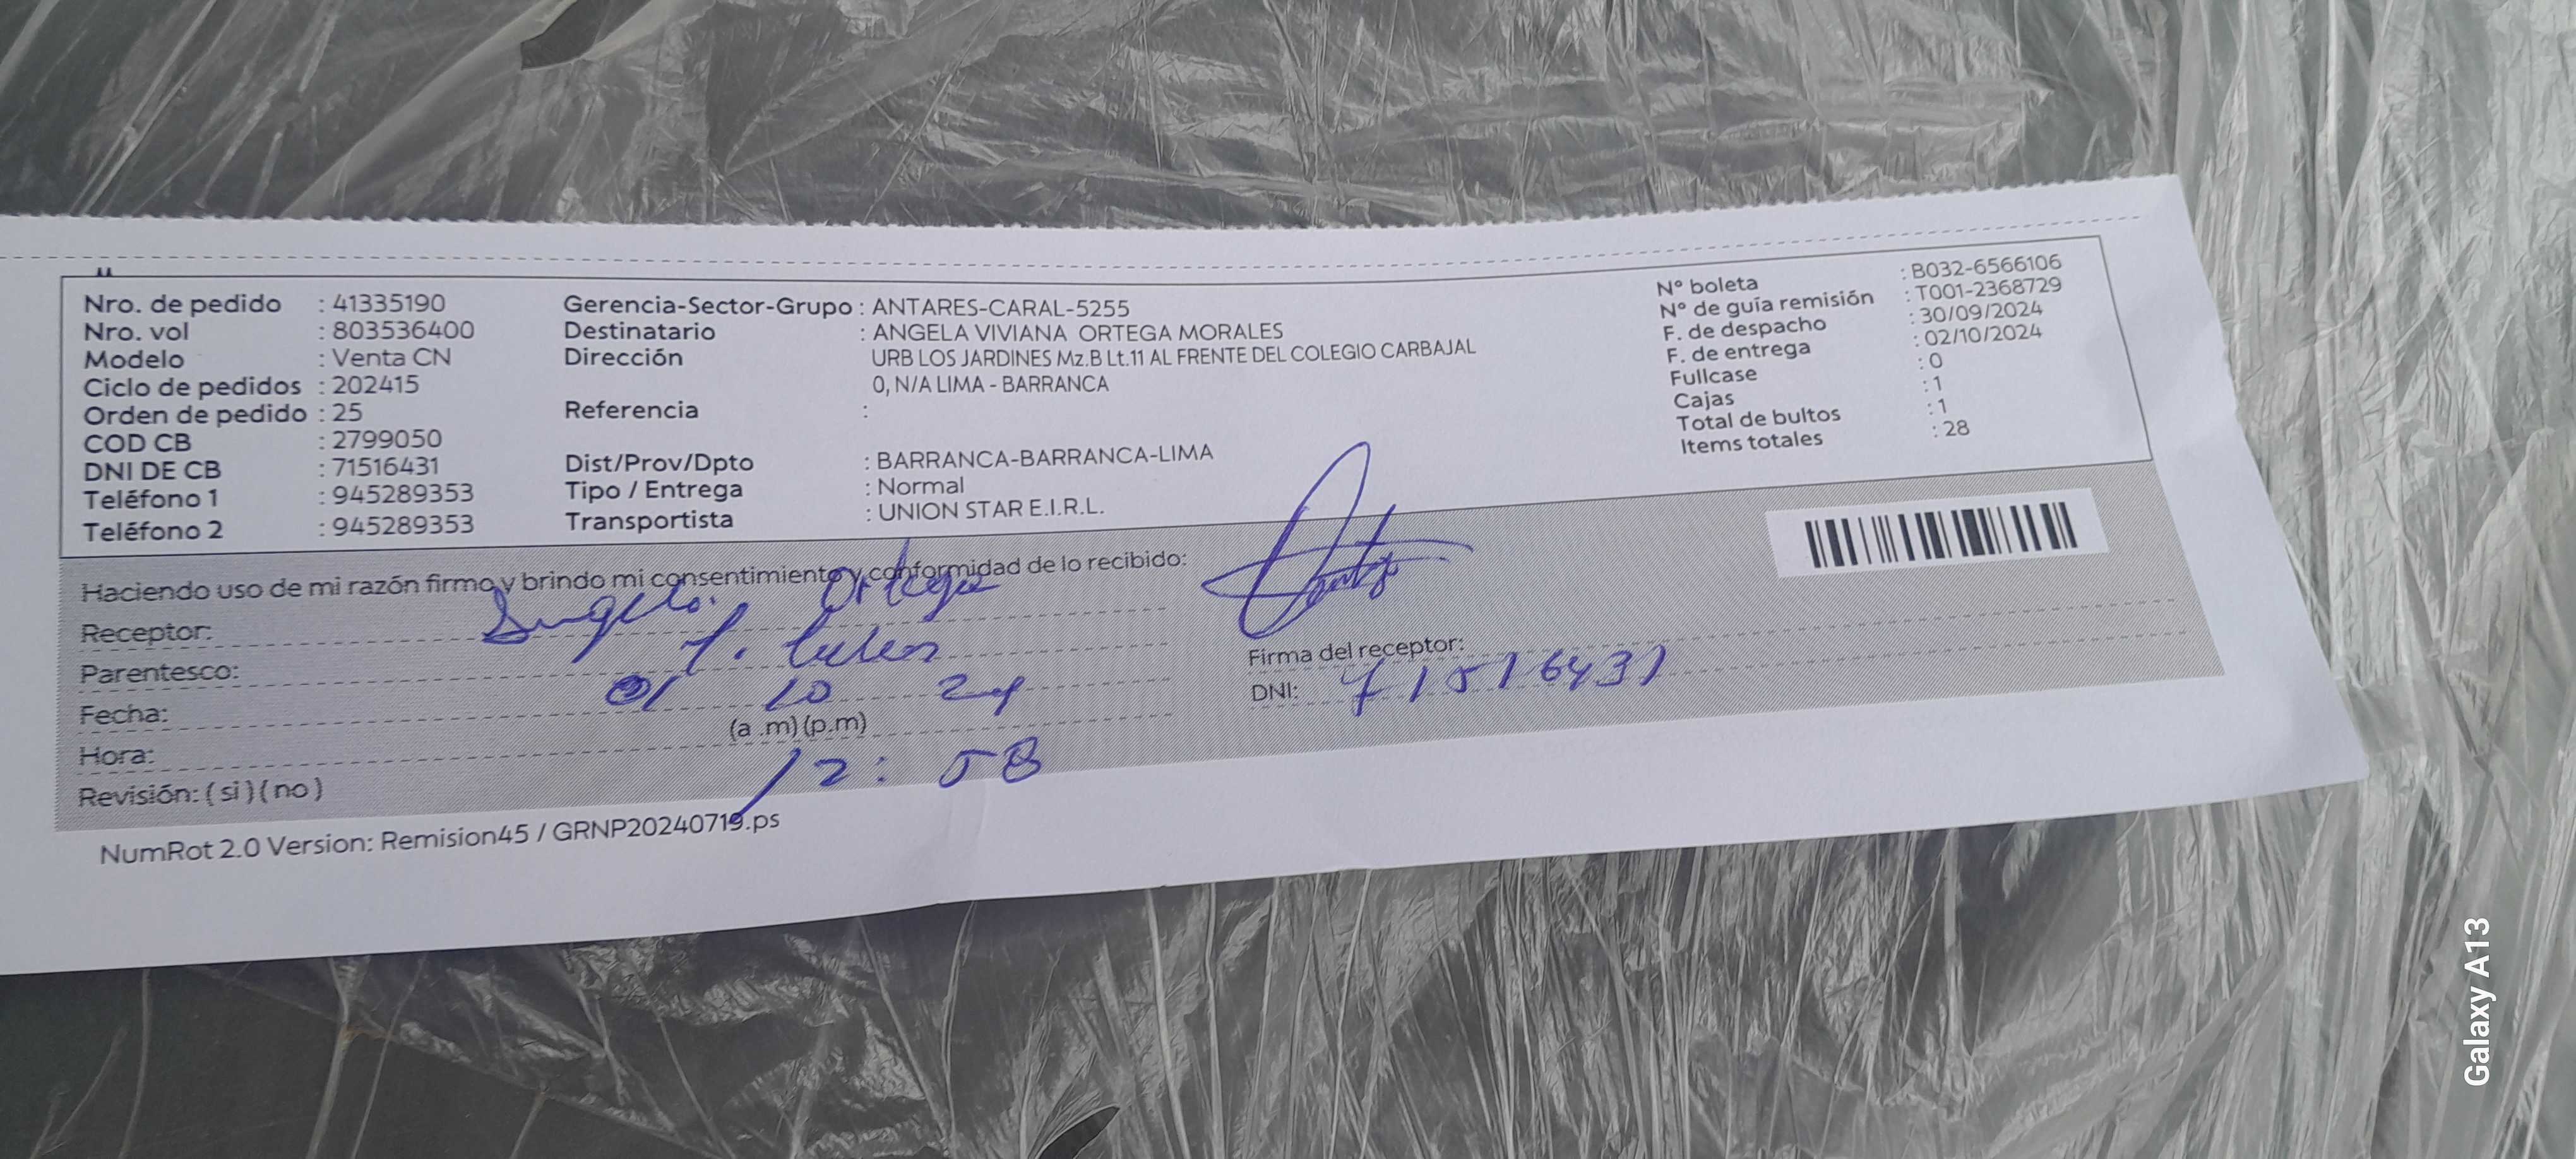 Nro. de pedido : 41335190
Nro. vol : 803536400
Modelo : Venta CN
Ciclo de pedidos : 202415
Orden de pedido : 25
COD CB : 2799050
DNI DE CB : 71516431
Teléfono 1 : 945289353
Teléfono 2 : 945289353
Gerencia-Sector-Grupo : ANTARES-CARAL-5255
Destinatario : ANGELA VIVIANA ORTEGA MORALES
Dirección URB LOS JARDINES Mz.B Lt.11 AL FRENTE DEL COLEGIO CARBAJAL
0, N/A LIMA - BARRANCA
Referencia :
Dist/Prov/Dpto : BARRANCA-BARRANCA-LIMA
Tipo / Entrega : Normal
Transportista : UNION STAR E.I.R.L.
N° boleta : B032-6566106
N° de guía remisión : T001-2368729
F. de despacho : 30/09/2024
F. de entrega : 02/10/2024
Fullcase : 0
Cajas : 1
Total de bultos : 1
Items totales : 28
Haciendo uso de mi razón firmo y brindo mi consentimiento y conformidad de lo recibido:
Receptor: Angela Ortega
Parentesco:
Fecha: 01 10 24
Hora: (a .m) (p.m)
12:58
Revisión: ( si ) ( no )
Firma del receptor:
DNI: 71516431
NumRot 2.0 Version: Remision45 / GRNP20240719.ps
Galaxy A13